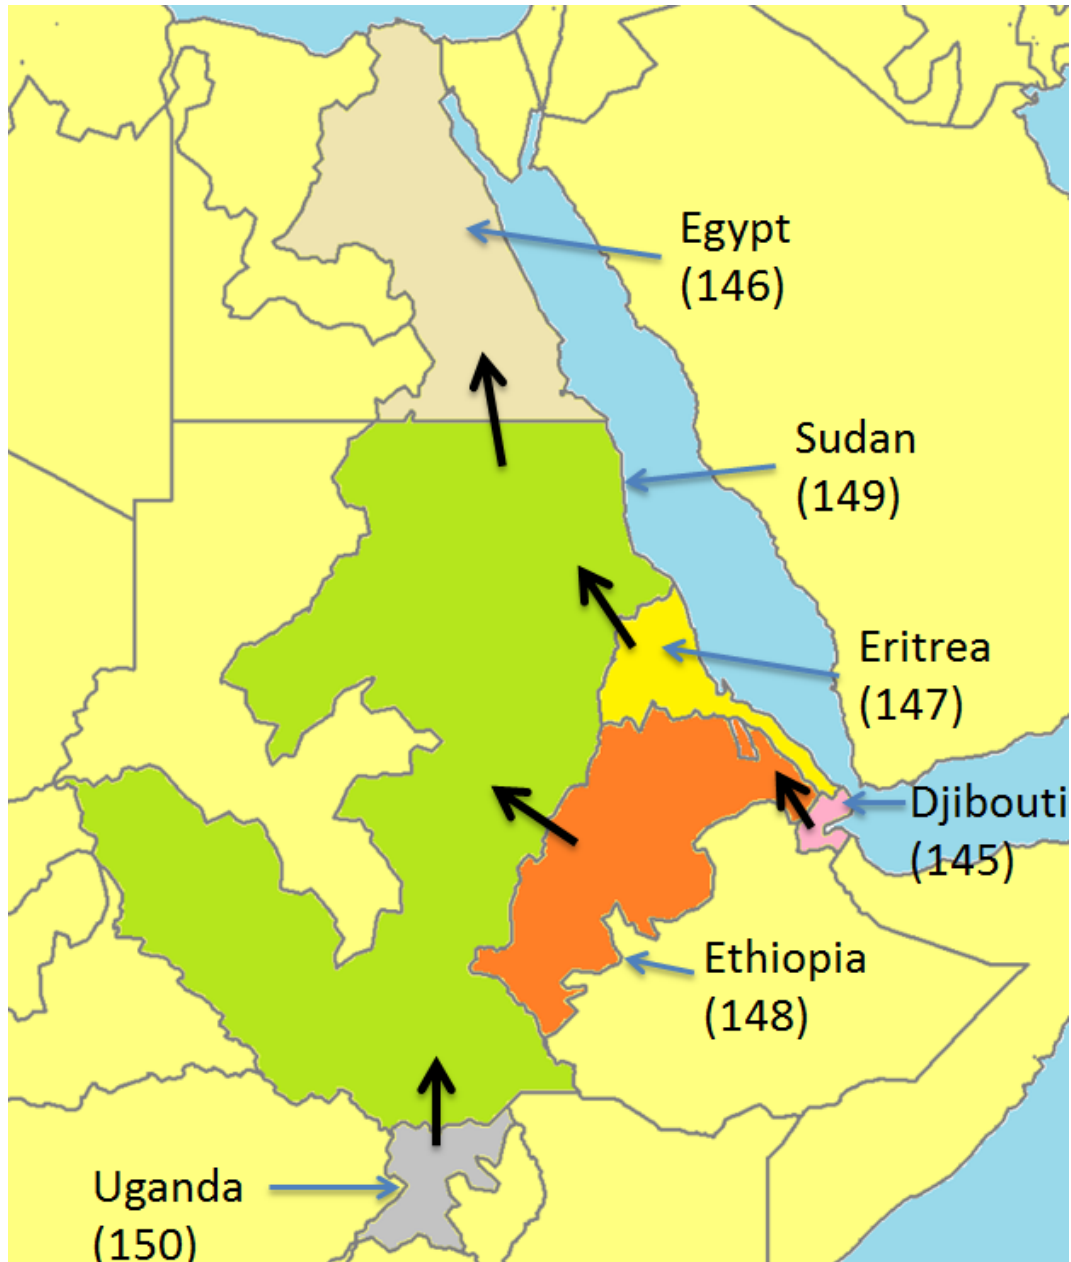 Egypt
(146)
Sudan
(149)
Eritrea
(147)
Djibouti
(145)
Ethiopia
(148)
Uganda
(150)